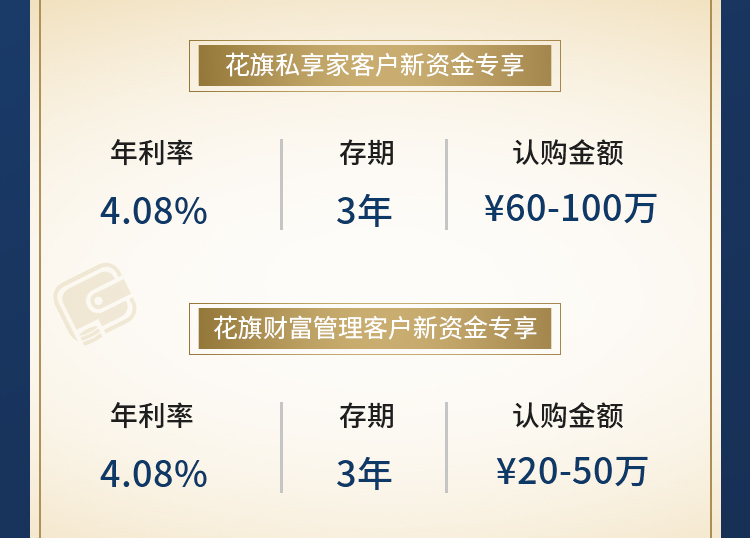 花旗私享家客户新资金专享
年利率 存期 认购金额
4.08% 3年 ¥60-100万
花旗财富管理客户新资金专享
年利率 存期 认购金额
4.08% 3年 ¥20-50万